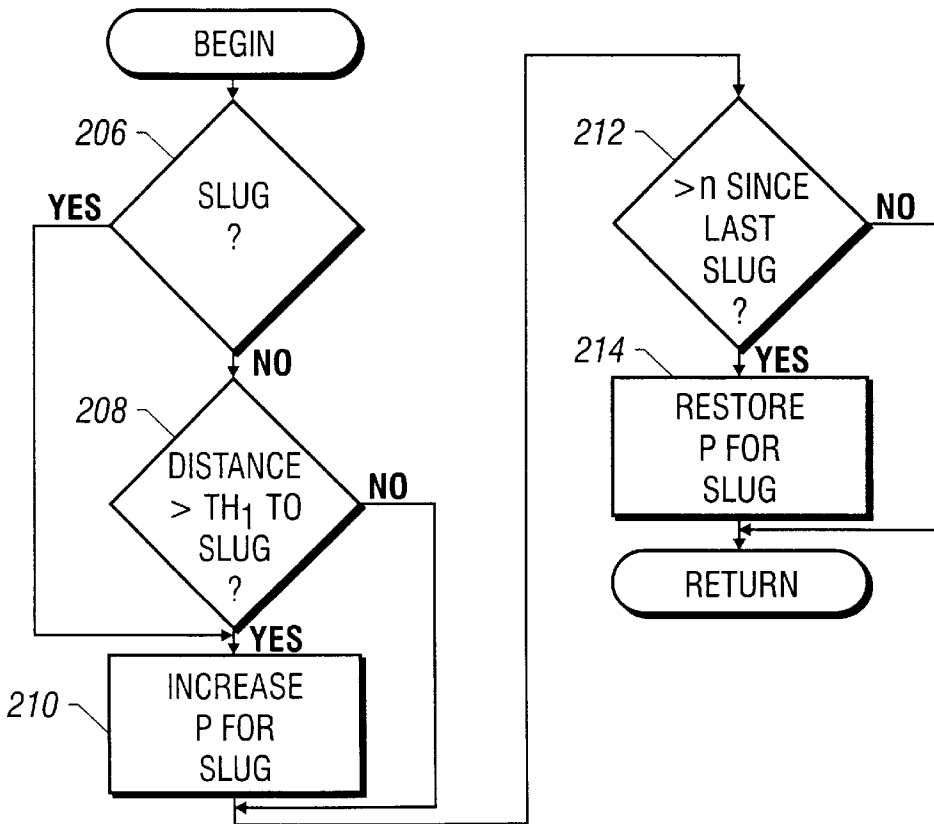 BEGIN
206
SLUG
?
YES
NO
208
DISTANCE
> TH1 TO
SLUG
?
NO
YES
210
INCREASE
P FOR
SLUG
212
>n SINCE
LAST
SLUG
?
NO
YES
214
RESTORE
P FOR
SLUG
RETURN